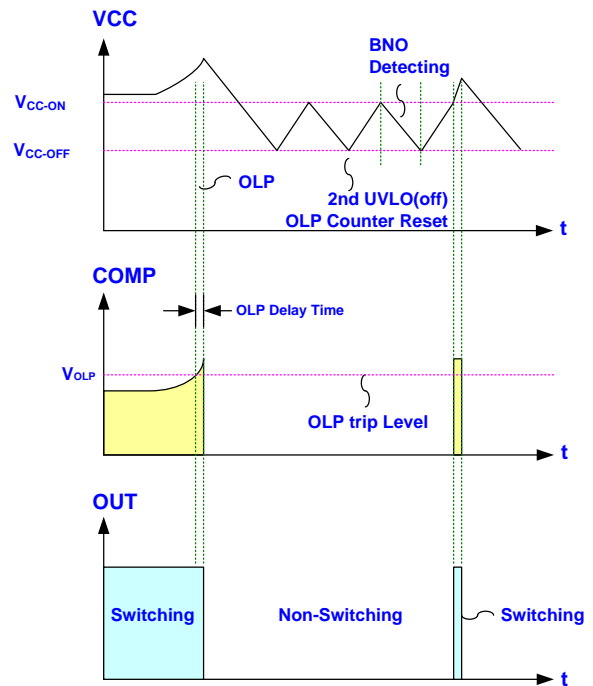 VCC
BNO
Detecting
VCC-ON
VCC-OFF
OLP
2nd UVLO(off)
OLP Counter Reset
t
COMP
OLP Delay Time
VOLP
OLP trip Level
t
OUT
Switching
Non-Switching
Switching
t